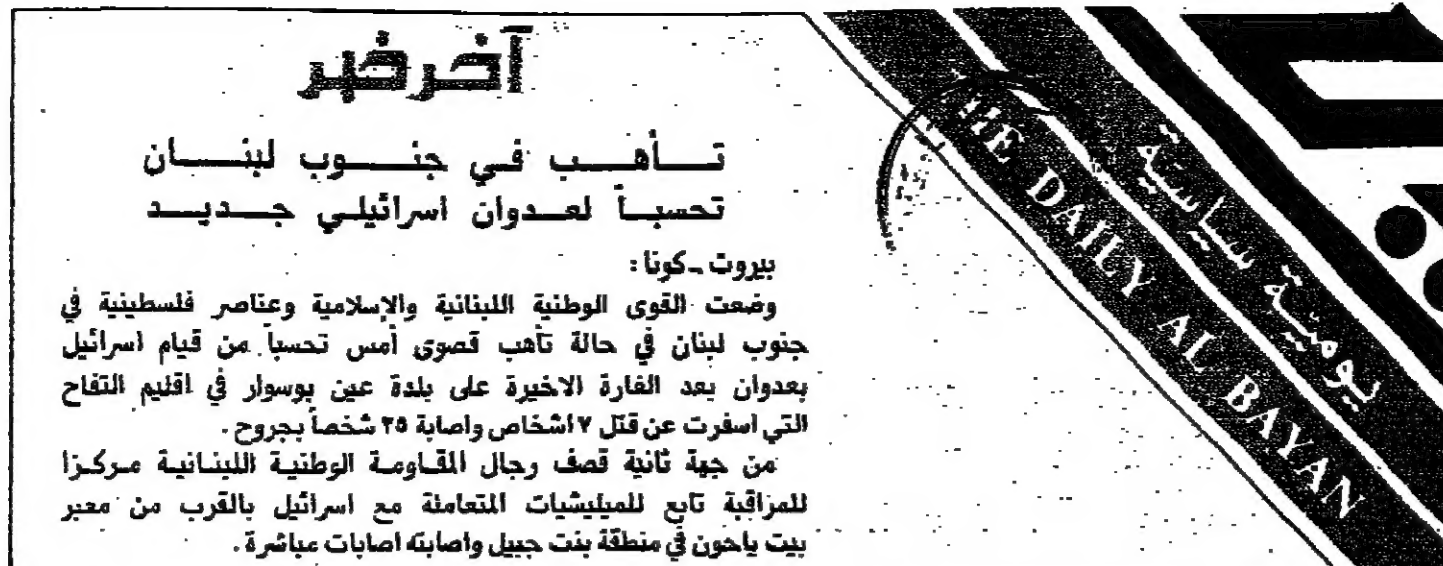 آخر خبر
تأهب في جنوب لبنان
تحسباً لعدوان اسرائيلي جديد
بيروت ـ كونا :
وضعت القوى الوطنية اللبنانية والإسلامية وعناصر فلسطينية في
جنوب لبنان في حالة تأهب قصوى أمس تحسباً من قيام اسرائيل
بعدوان بعد الغارة الاخيرة على بلدة عين بوسوار في اقليم التفاح
التي اسفرت عن قتل ٧ اشخاص واصابة ٢٥ شخصاً بجروح .
من جهة ثانية قصف رجال المقاومة الوطنية اللبنانية مركزا
للمراقبة تابع للميليشيات المتعاملة مع اسرائيل بالقرب من معبر
بيت ياحون في منطقة بنت جبيل واصابته اصابات مباشرة .
يومية سياسية
THE DAILY AL BAYAN